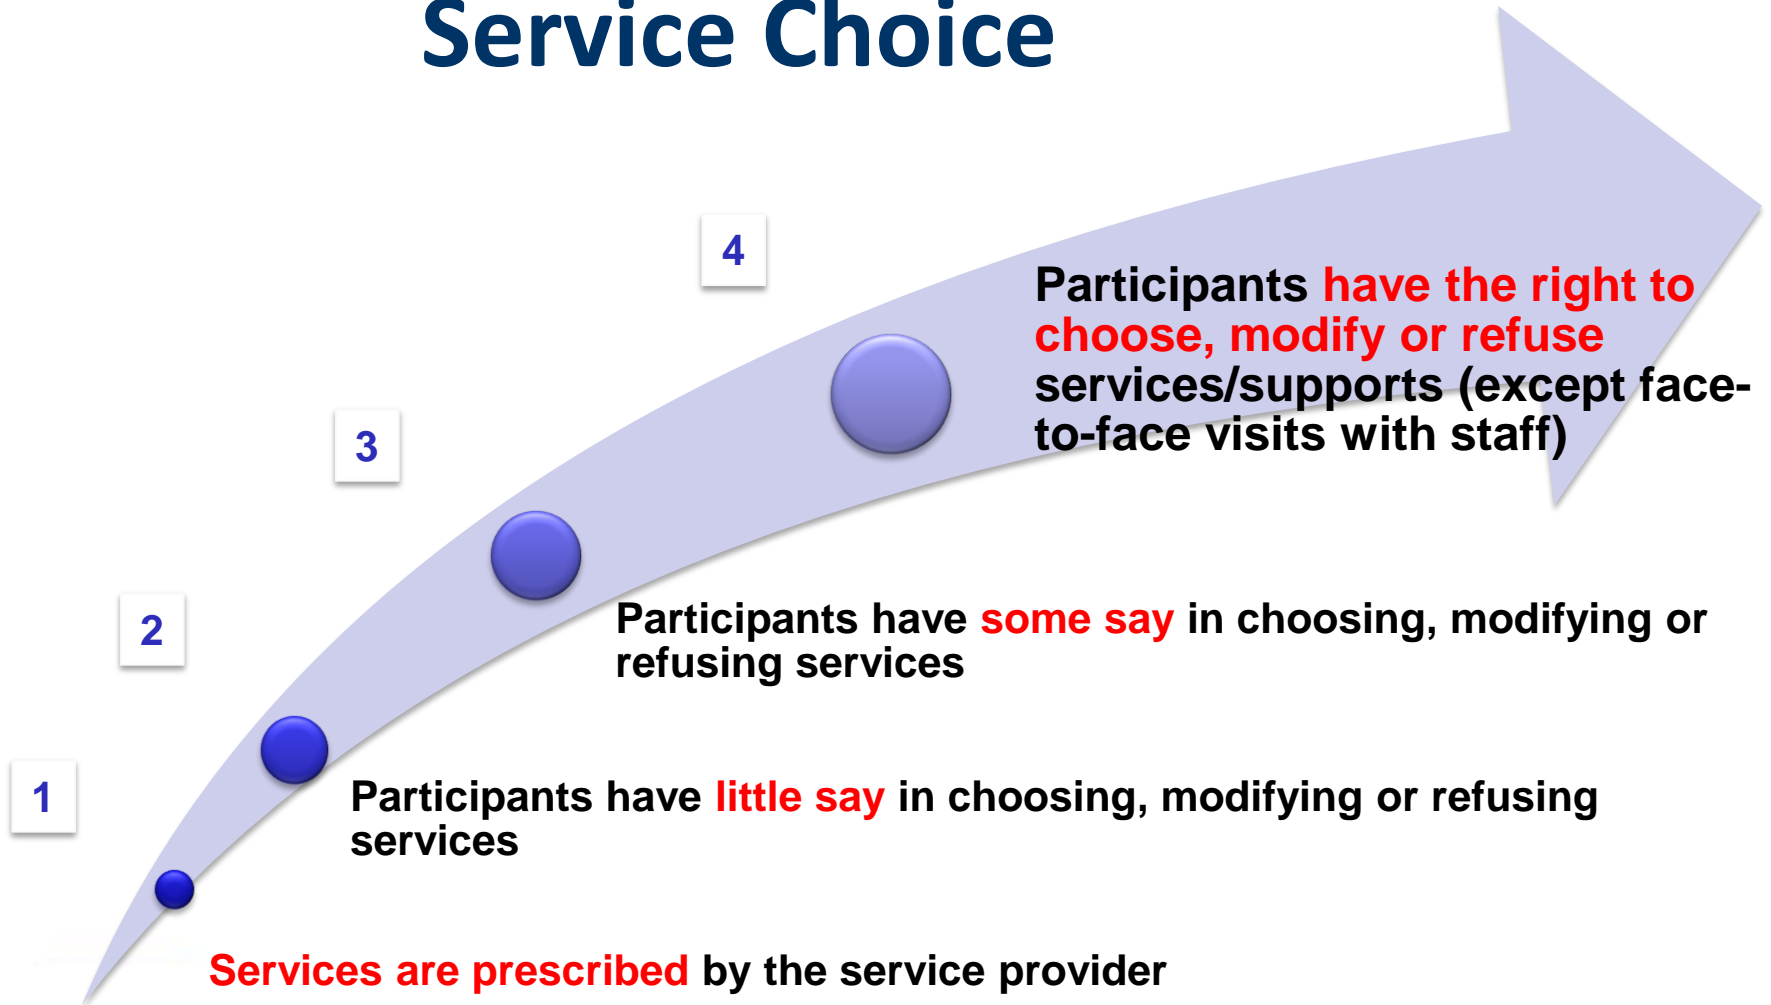 Service Choice
4
Participants have the right to
choose, modify or refuse
services/supports (except face-
to-face visits with staff)
3
Participants have some say in choosing, modifying or
refusing services
2
Participants have little say in choosing, modifying or refusing
services
1
Services are prescribed by the service provider